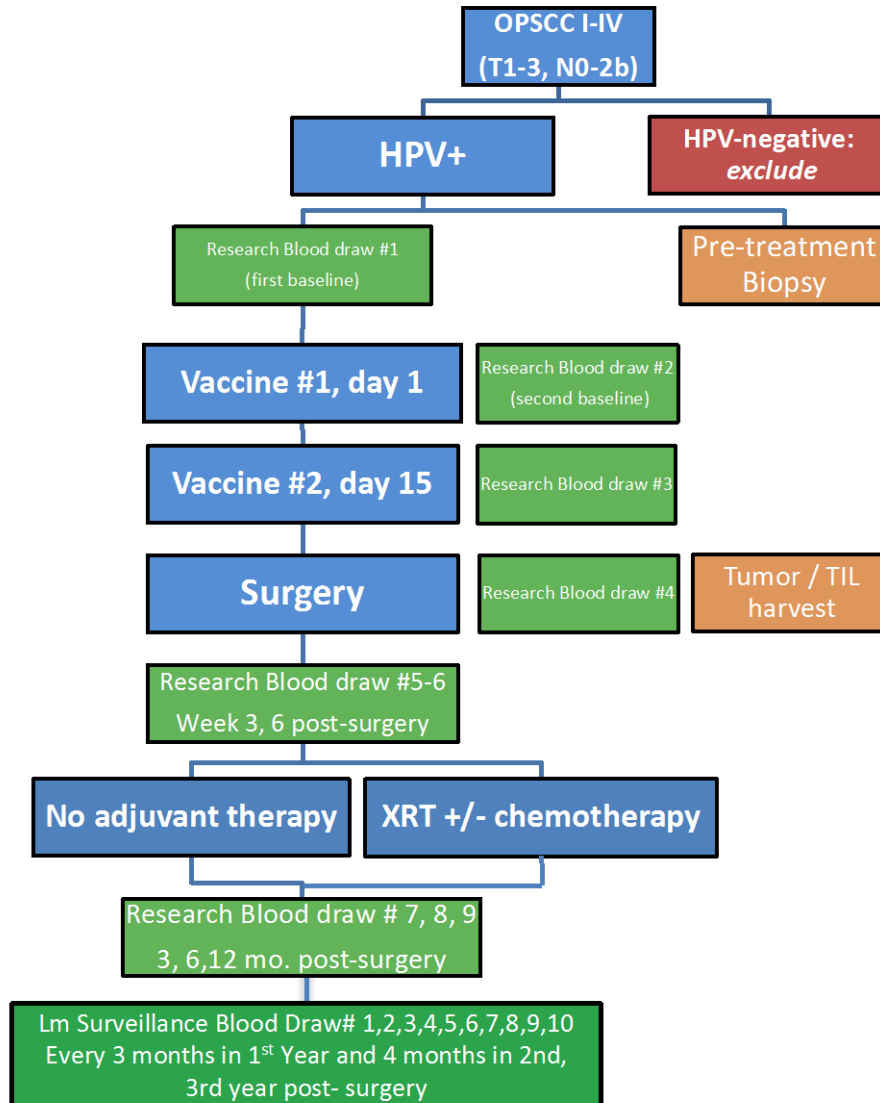 OPSCC I-IV
(T1-3, N0-2b)
HPV+
HPV-negative:
exclude
Research Blood draw #1
(first baseline)
Pre-treatment
Biopsy
Vaccine #1, day 1
Research Blood draw #2
(second baseline)
Vaccine #2, day 15
Research Blood draw #3
Surgery
Research Blood draw #4
Tumor / TIL
harvest
Research Blood draw #5-6
Week 3, 6 post-surgery
No adjuvant therapy
XRT +/- chemotherapy
Research Blood draw # 7, 8, 9
3, 6,12 mo. post-surgery
Lm Surveillance Blood Draw# 1,2,3,4,5,6,7,8,9,10
Every 3 months in 1st Year and 4 months in 2nd,
3rd year post- surgery